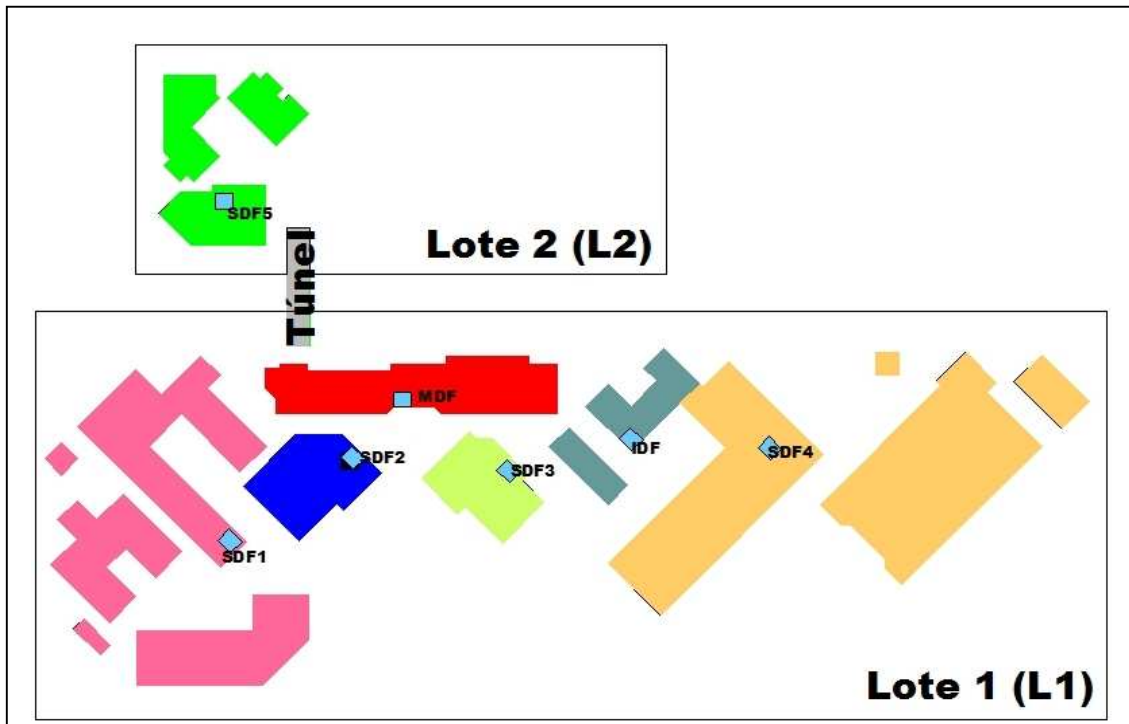 SDF5
Lote 2 (L2)
Túnel
MDF
SDF2
IDF
SDF4
SDF3
SDF1
Lote 1 (L1)